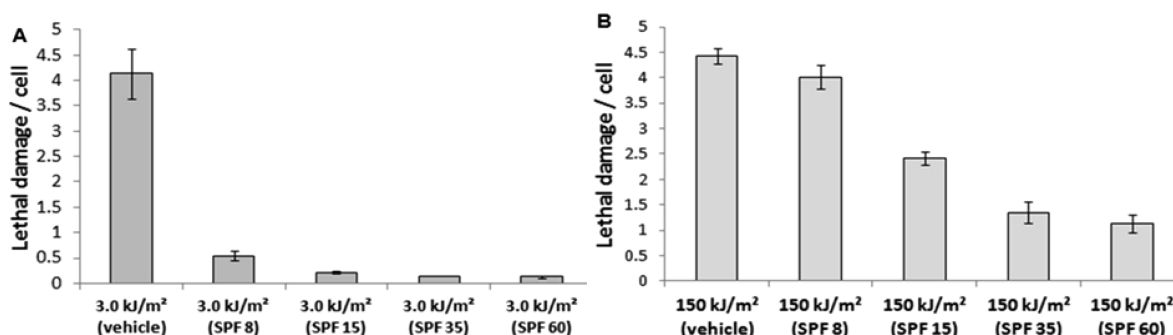 A
Lethal damage / cell
5
4.5
4
3.5
3
2.5
2
1.5
1
0.5
0
3.0 kJ/m² 3.0 kJ/m² 3.0 kJ/m² 3.0 kJ/m² 3.0 kJ/m²
(vehicle) (SPF 8) (SPF 15) (SPF 35) (SPF 60)
B
Lethal damage / cell
5
4.5
4
3.5
3
2.5
2
1.5
1
0.5
0
150 kJ/m² 150 kJ/m² 150 kJ/m² 150 kJ/m² 150 kJ/m²
(vehicle) (SPF 8) (SPF 15) (SPF 35) (SPF 60)